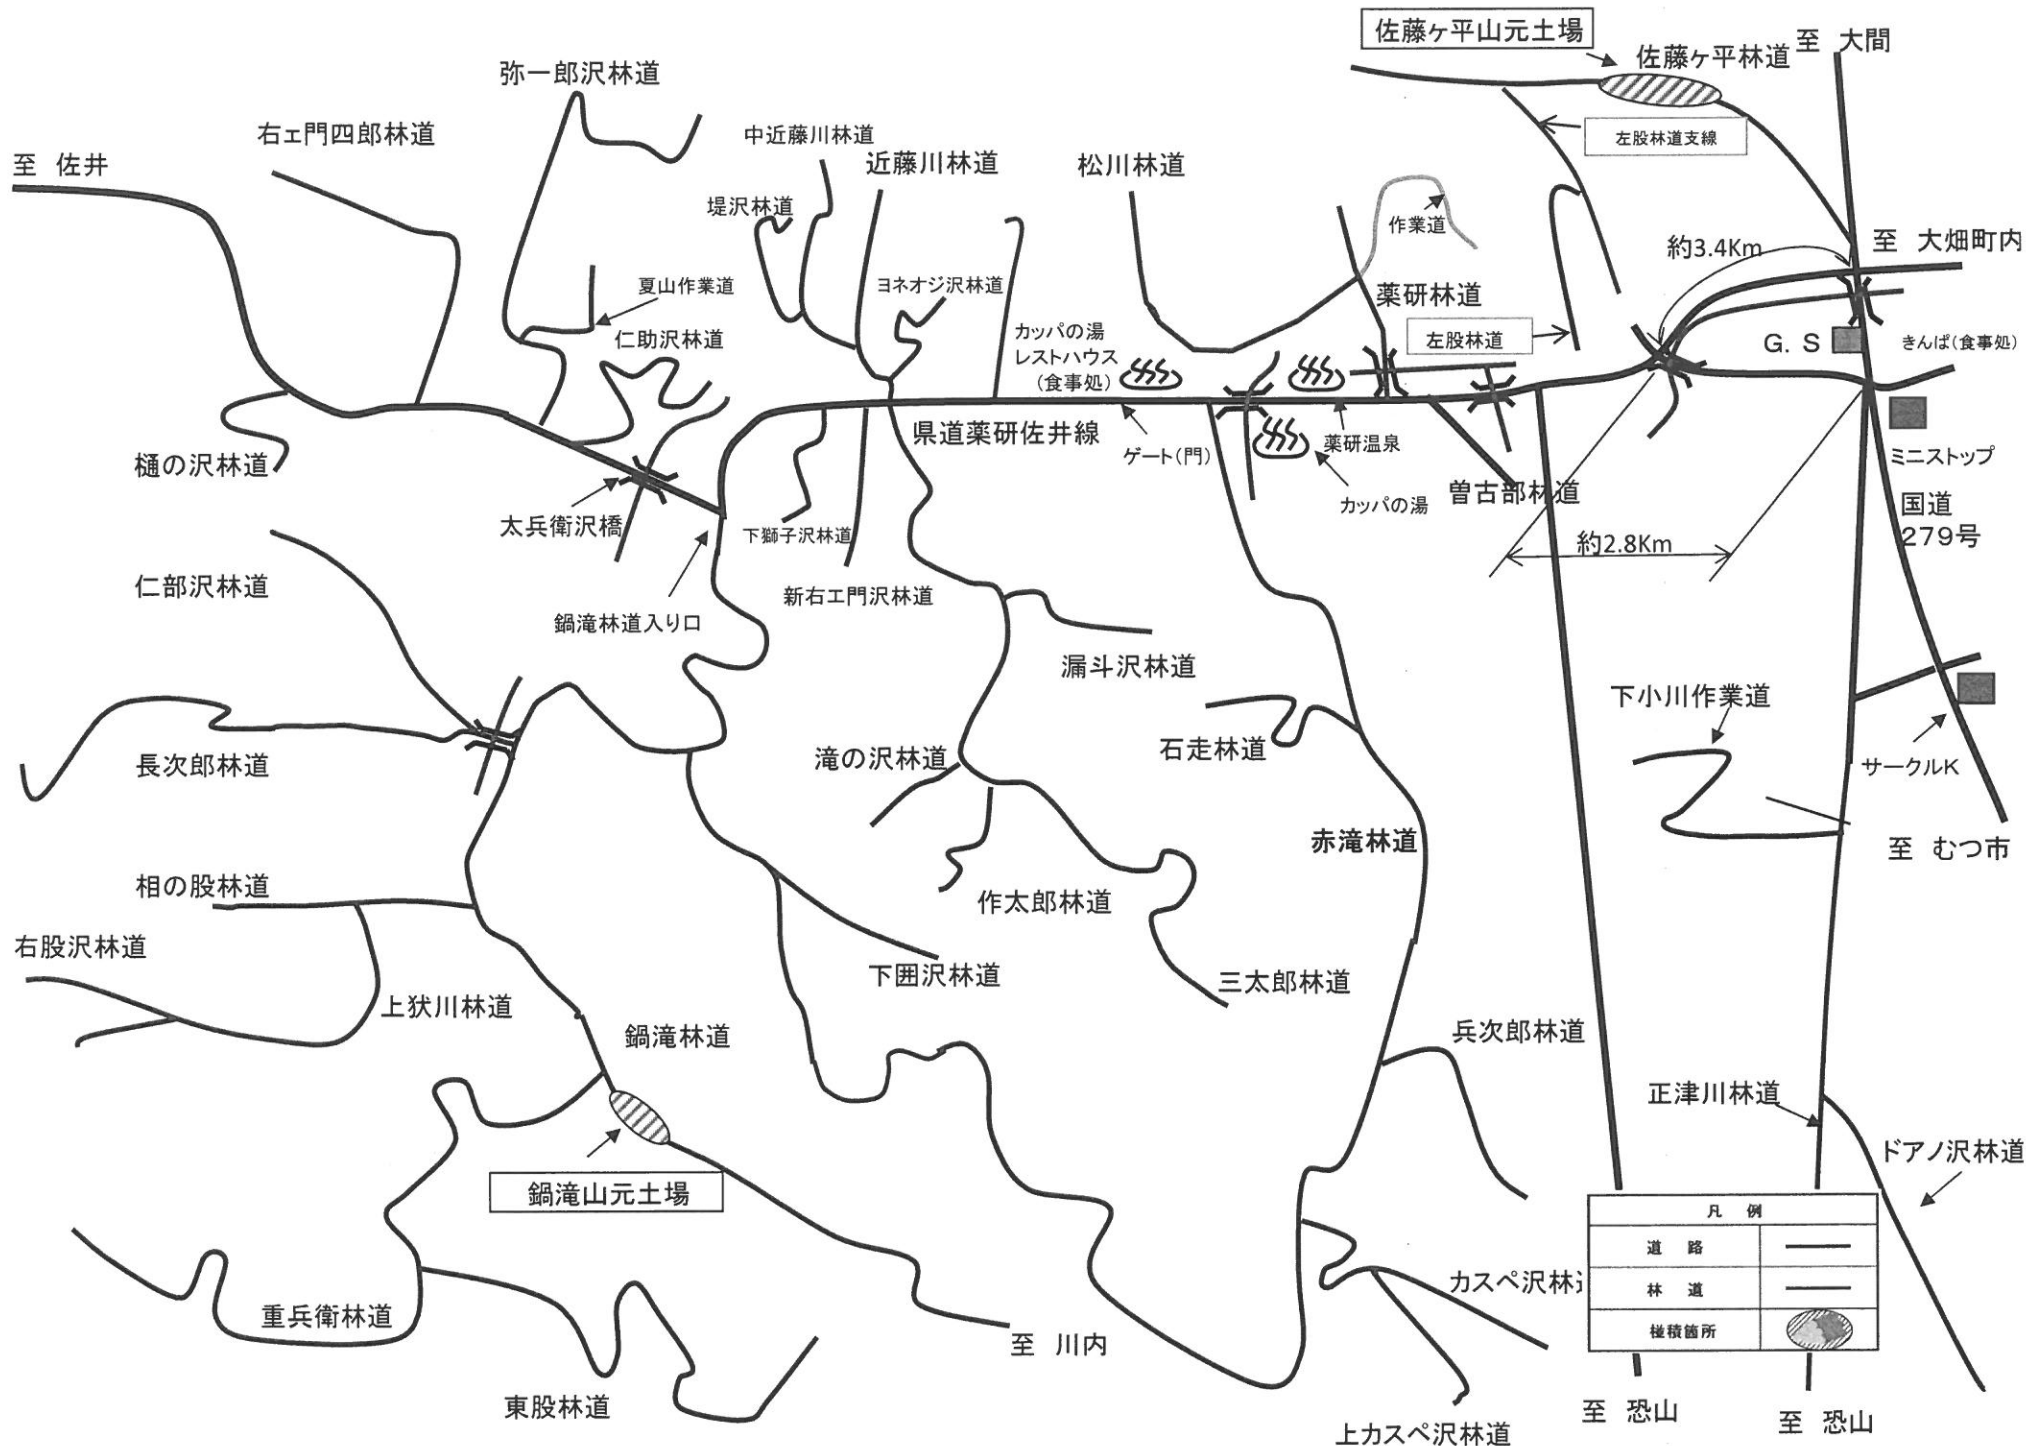 佐藤ヶ平山元土場
佐藤ヶ平林道
至 大間
弥一郎沢林道
右ェ門四郎林道
中近藤川林道
近藤川林道
松川林道
左股林道支線
至 佐井
堤沢林道
作業道
約3.4Km
至 大畑町内
夏山作業道
ヨネオジ沢林道
薬研林道
仁助沢林道
カッパの湯
レストハウス
(食事処)
左股林道
G. S
きんぱ(食事処)
樋の沢林道
県道薬研佐井線
ゲート(門)
薬研温泉
カッパの湯
曽古部林道
ミニストップ
国道
279号
太兵衛沢橋
下獅子沢林道
約2.8Km
仁部沢林道
新右エ門沢林道
鍋滝林道入り口
漏斗沢林道
下小川作業道
長次郎林道
滝の沢林道
石走林道
サークルK
赤滝林道
至 むつ市
相の股林道
作太郎林道
右股沢林道
下囲沢林道
三太郎林道
上狀川林道
鍋滝林道
兵次郎林道
正津川林道
ドアノ沢林道
鍋滝山元土場
凡 例
道 路
林 道
椪積箇所
カスペ沢林道
重兵衛林道
至 川内
東股林道
上カスペ沢林道
至 恐山
至 恐山